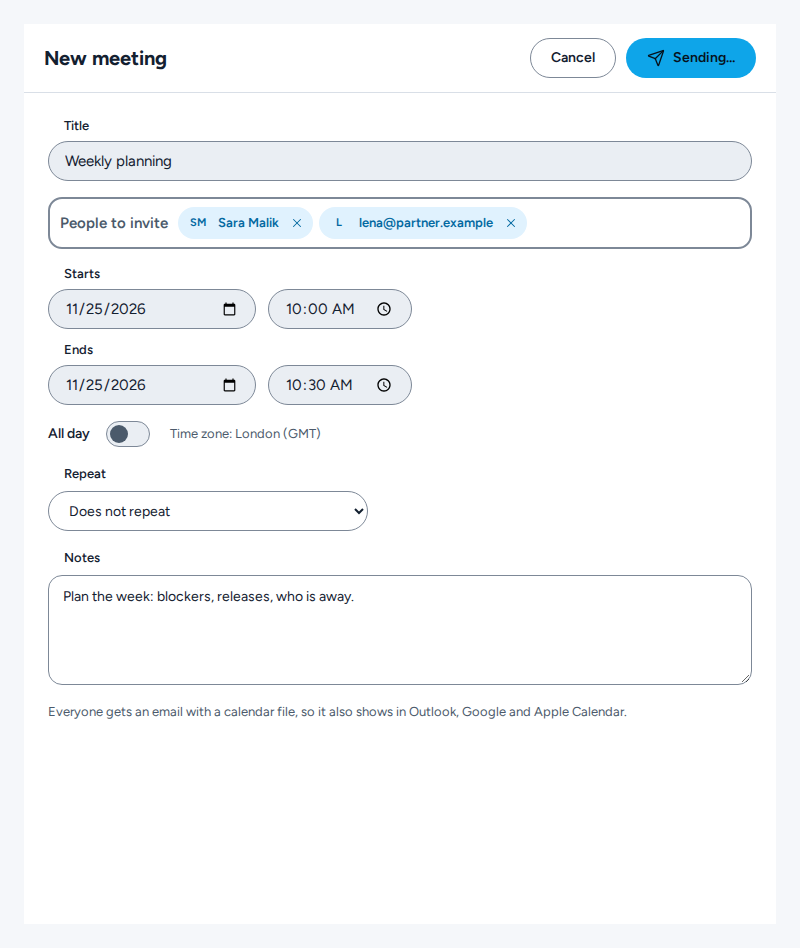 New meeting
Cancel
Sending…
Title
Weekly planning
People to invite SM Sara Malik L lena@partner.example
Starts
11/25/2026 10:00 AM
Ends
11/25/2026 10:30 AM
All day Time zone: London (GMT)
Repeat
Does not repeat
Notes
Plan the week: blockers, releases, who is away.
Everyone gets an email with a calendar file, so it also shows in Outlook, Google and Apple Calendar.